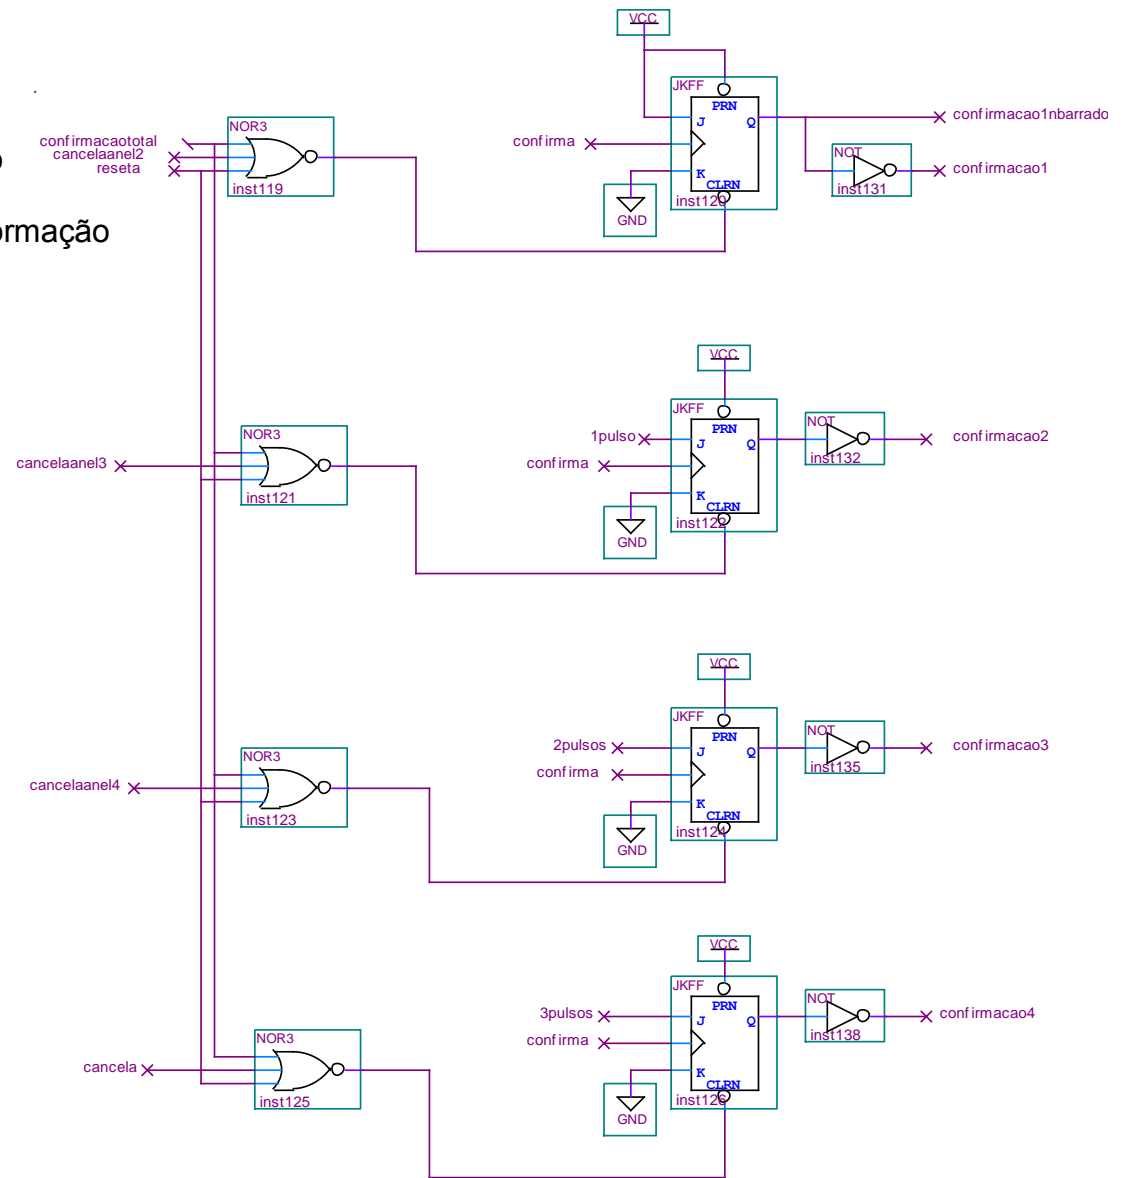 VCC
JKFF
PRN
J
Q
K
CLRN
inst120
confirma
GND
confirmacao1nbarrado
NOT
inst131
confirmacao1
confirmacaototal
cancelaanel2
reseta
NOR3
inst119
o
ormação
VCC
JKFF
PRN
J
Q
K
CLRN
inst122
1pulso
confirma
GND
NOT
inst132
confirmacao2
NOR3
cancelaanel3
inst121
VCC
JKFF
PRN
J
Q
K
CLRN
inst124
2pulsos
confirma
GND
NOT
inst135
confirmacao3
NOR3
cancelaanel4
inst123
VCC
JKFF
PRN
J
Q
K
CLRN
inst126
3pulsos
confirma
GND
NOT
inst138
confirmacao4
NOR3
cancela
inst125